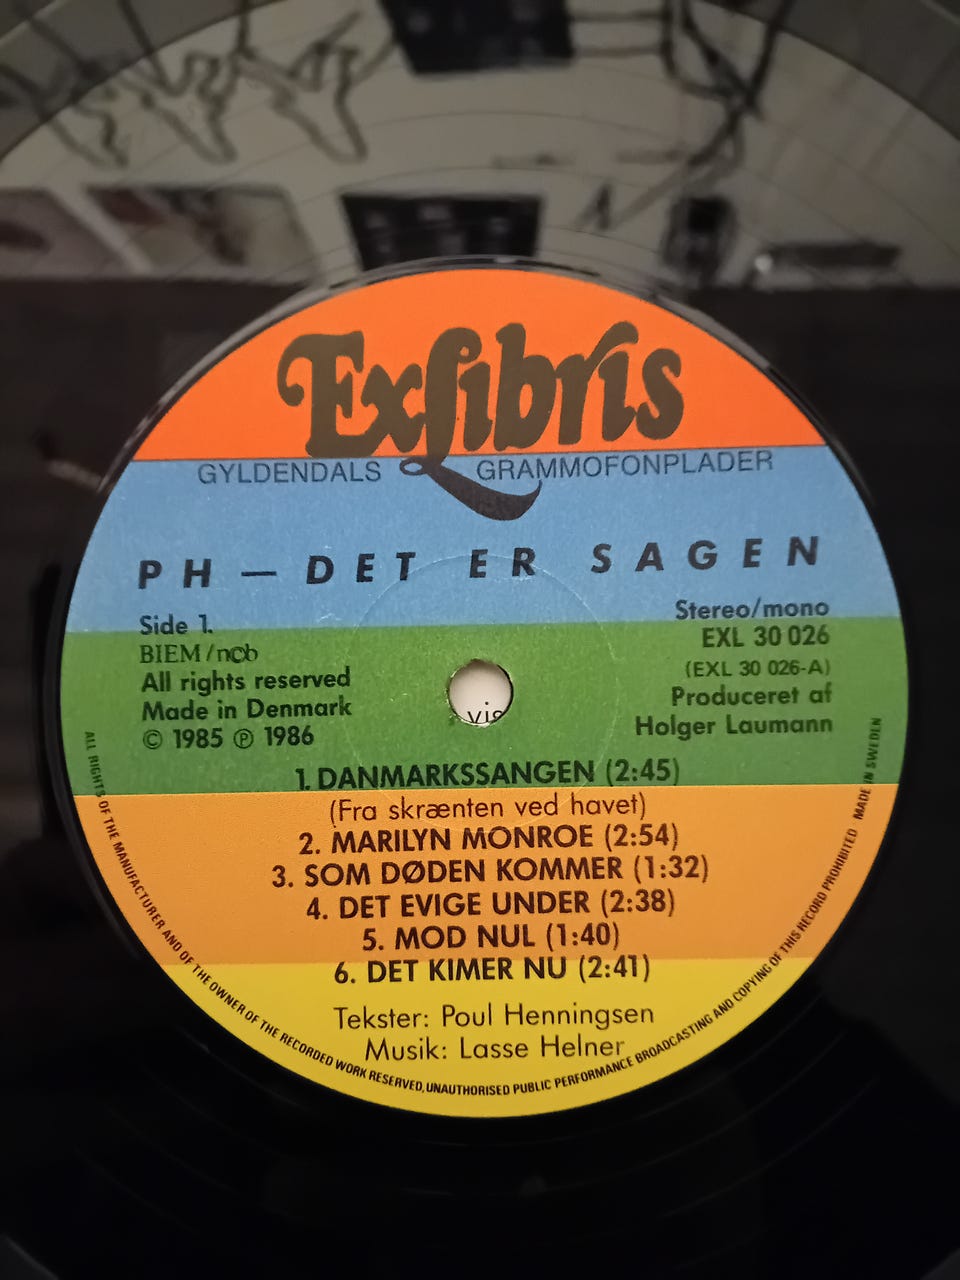 Exlibris
GYLDENDALS GRAMMOFONPLADER
PH — DET ER SAGEN
Side 1.
BIEM/ncb
All rights reserved
Made in Denmark
© 1985 ℗ 1986
Stereo/mono
EXL 30 026
(EXL 30 026-A)
Produceret af
Holger Laumann
vis
1. DANMARKSSANGEN (2:45)
(Fra skrænten ved havet)
2. MARILYN MONROE (2:54)
3. SOM DØDEN KOMMER (1:32)
4. DET EVIGE UNDER (2:38)
5. MOD NUL (1:40)
6. DET KIMER NU (2:41)
Tekster: Poul Henningsen
Musik: Lasse Helner
ALL RIGHTS OF THE MANUFACTURER AND OF THE OWNER OF THE RECORDED WORK RESERVED, UNAUTHORISED PUBLIC PERFORMANCE BROADCASTING AND COPYING OF THIS RECORD PROHIBITED MADE IN SWEDEN